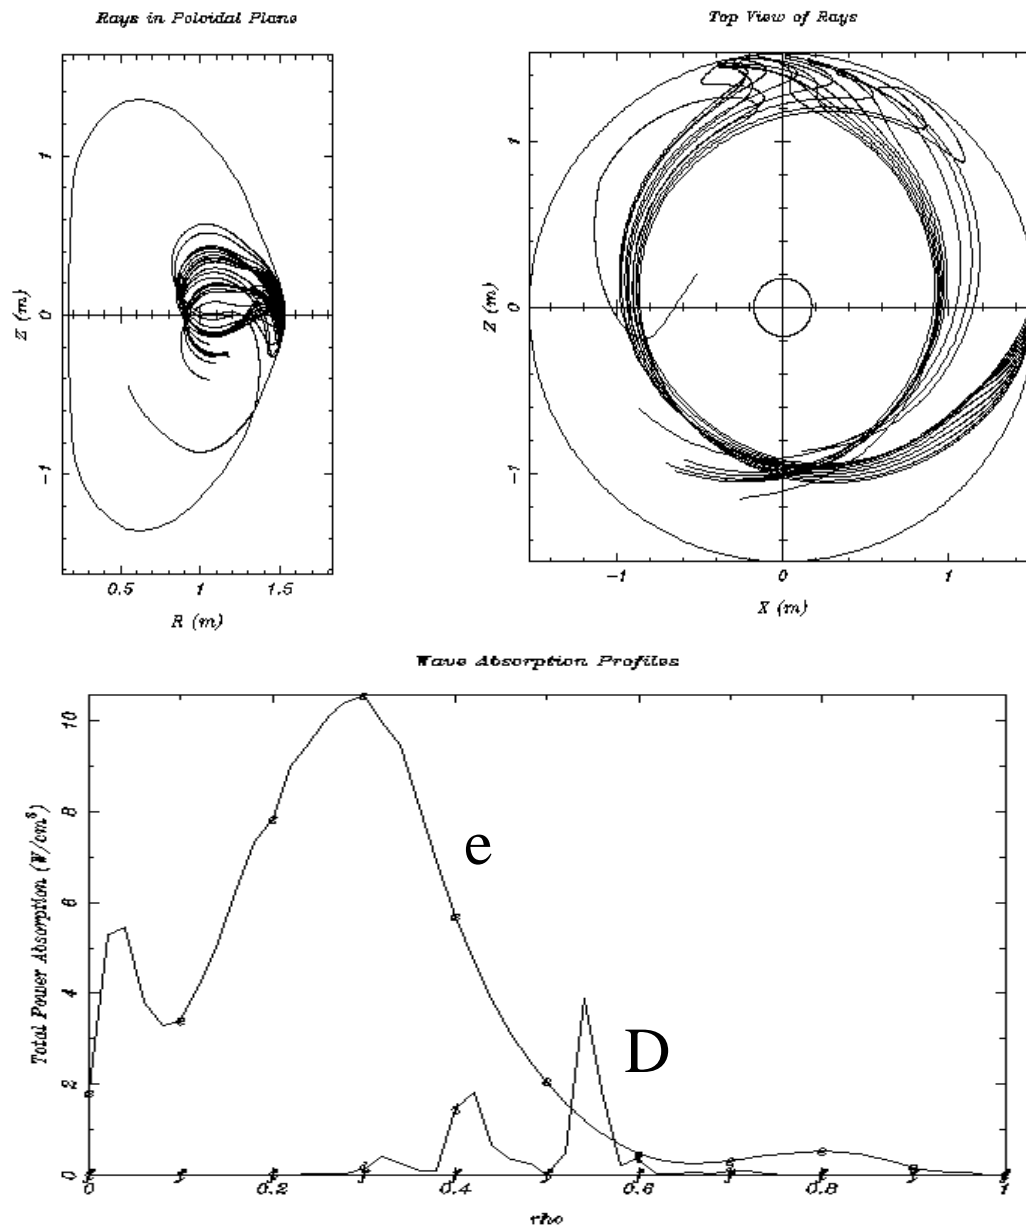 Rays in Poloidal Plane
Top View of Rays
1
0
−1
Z (m)
0.5 1 1.5
R (m)
1
0
−1
Z (m)
−1 0 1
X (m)
Wave Absorption Profiles
10
8
6
4
2
0
Total Power Absorption (W/cm³)
e
D
0 0.2 0.4 0.6 0.8 1
rho